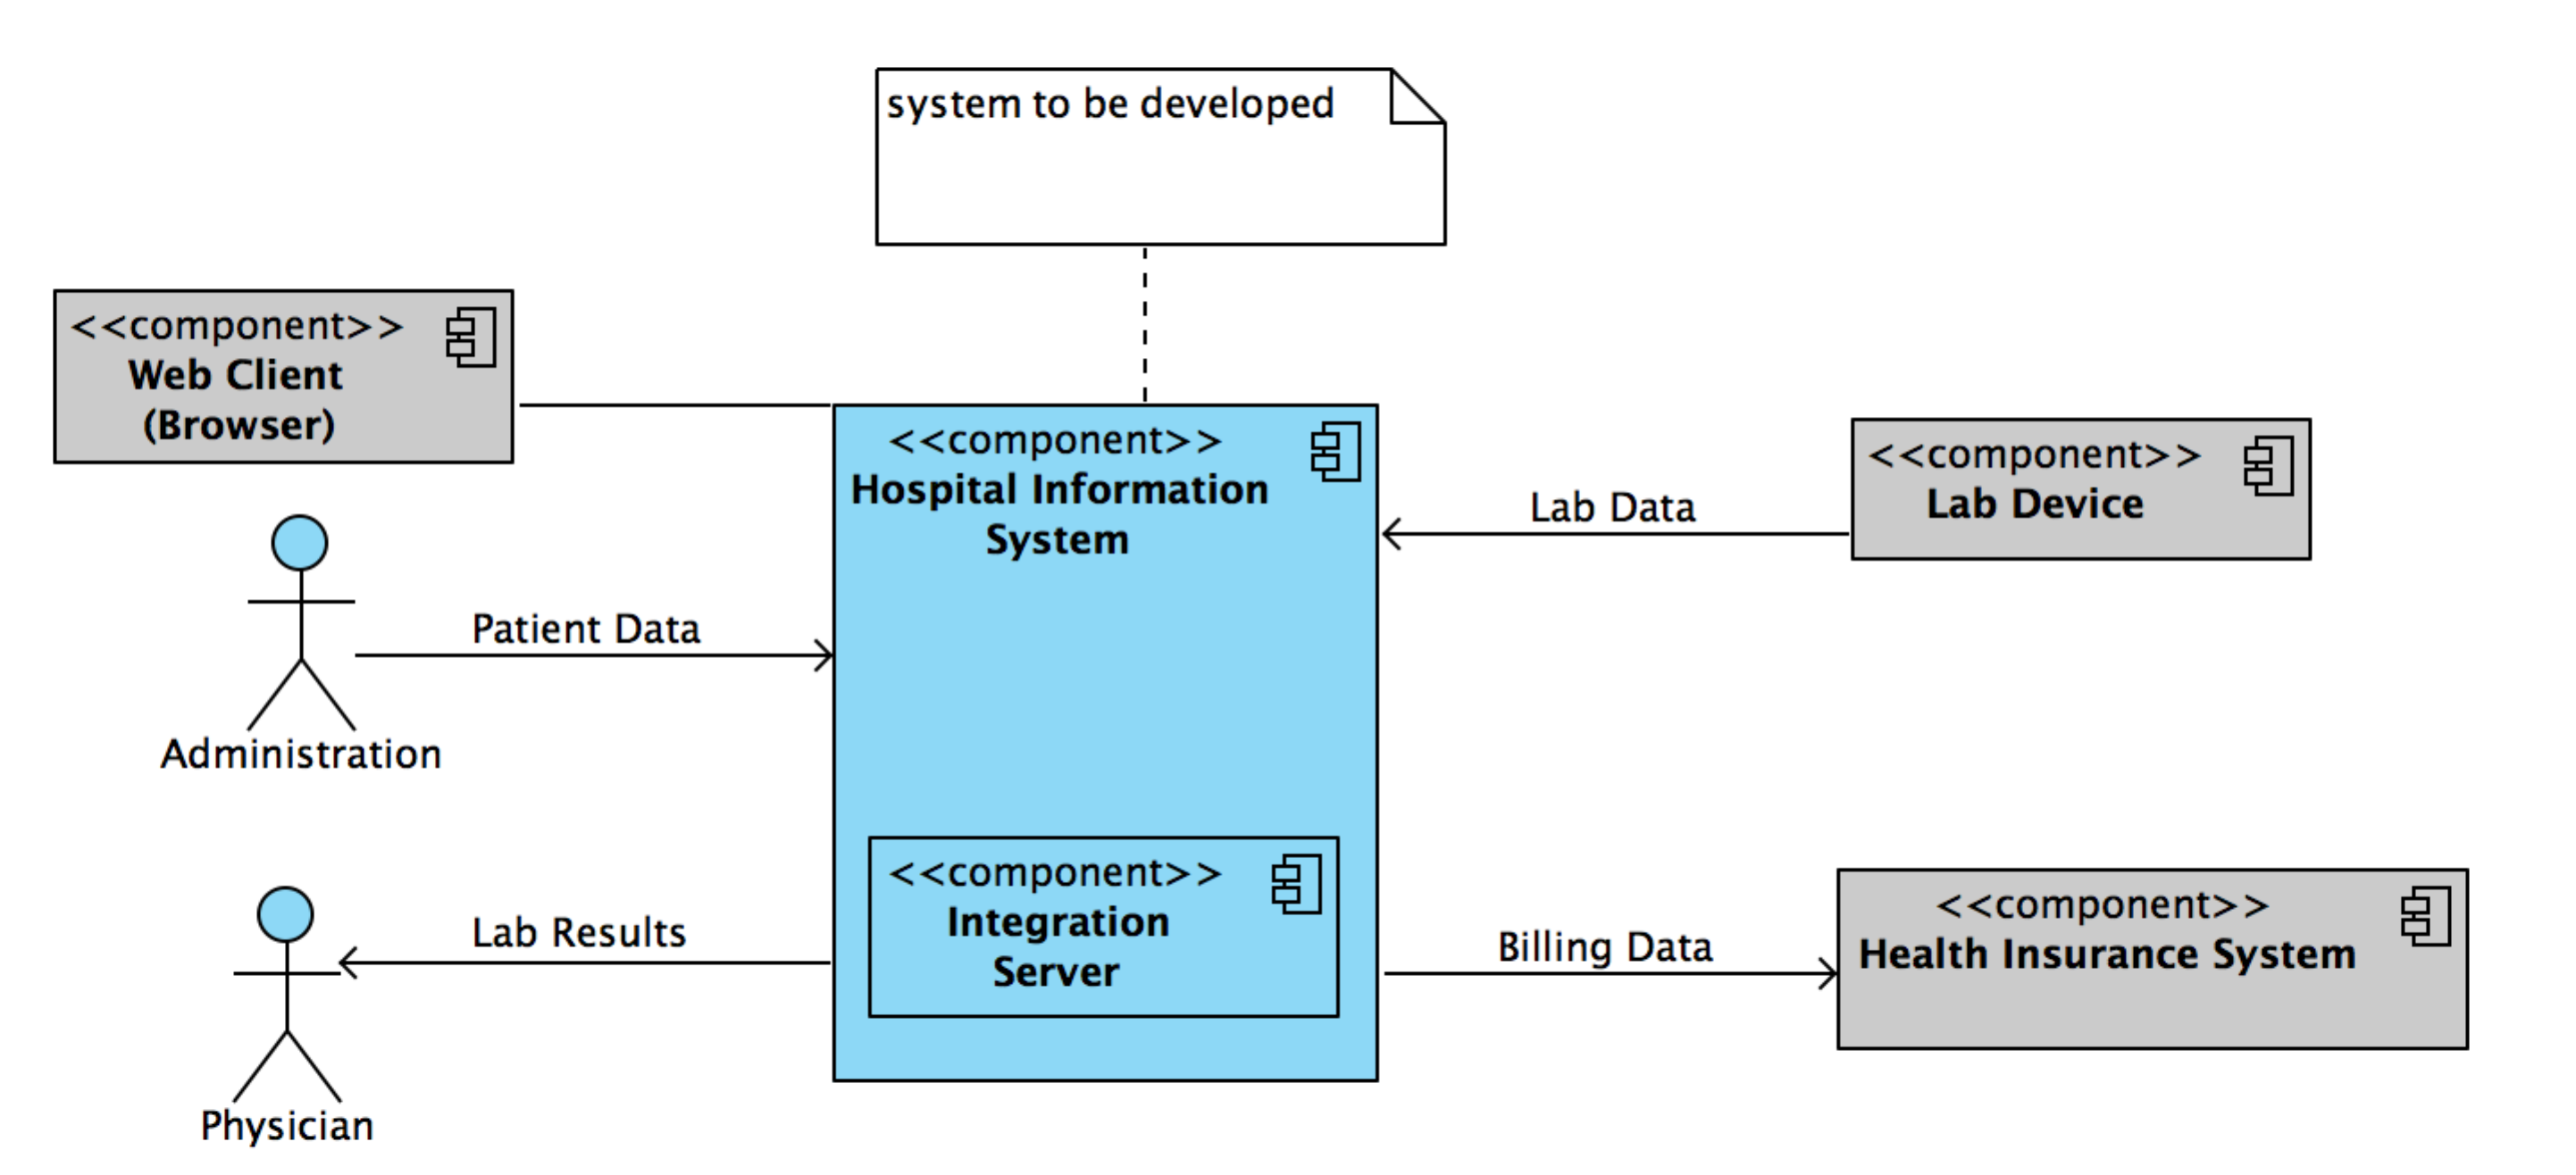 system to be developed
<<component>>
Web Client
(Browser)
<<component>>
Hospital Information
System
<<component>>
Lab Device
Lab Data
Patient Data
Administration
<<component>>
Integration
Server
Lab Results
Billing Data
<<component>>
Health Insurance System
Physician